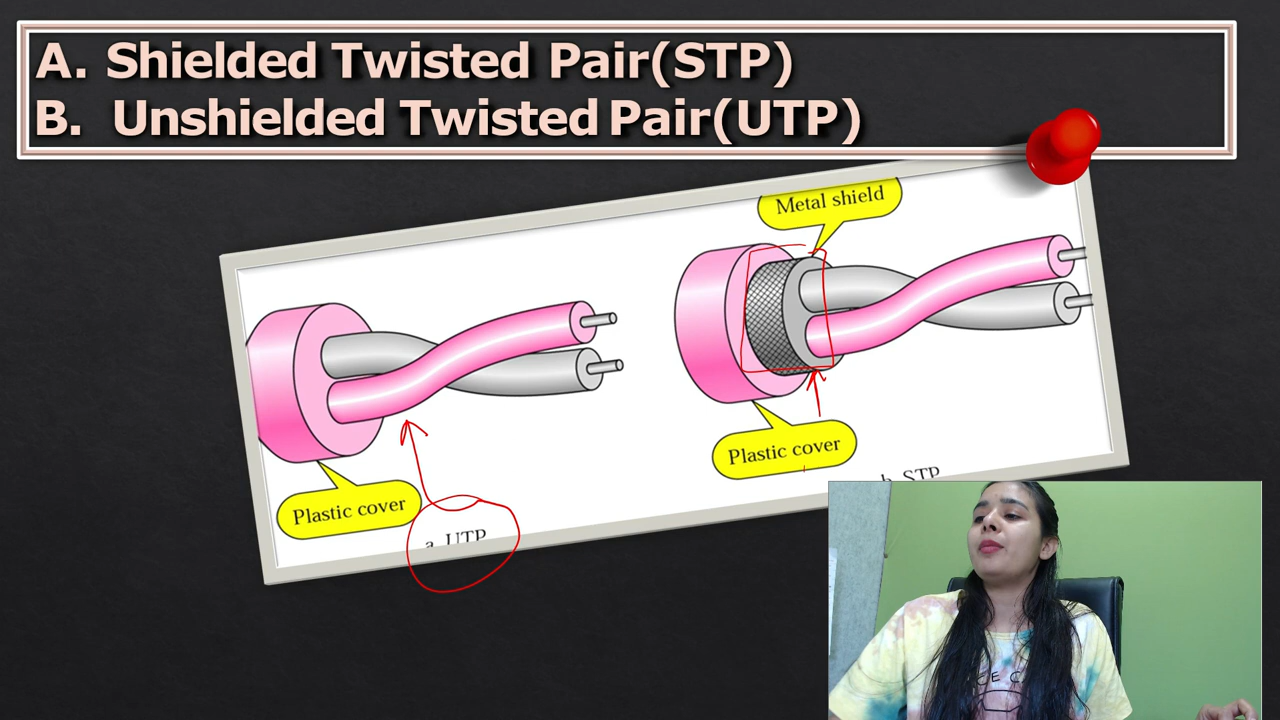 A. Shielded Twisted Pair(STP)
B. Unshielded Twisted Pair(UTP)
Metal shield
Plastic cover
Plastic cover
a. UTP
b. STP